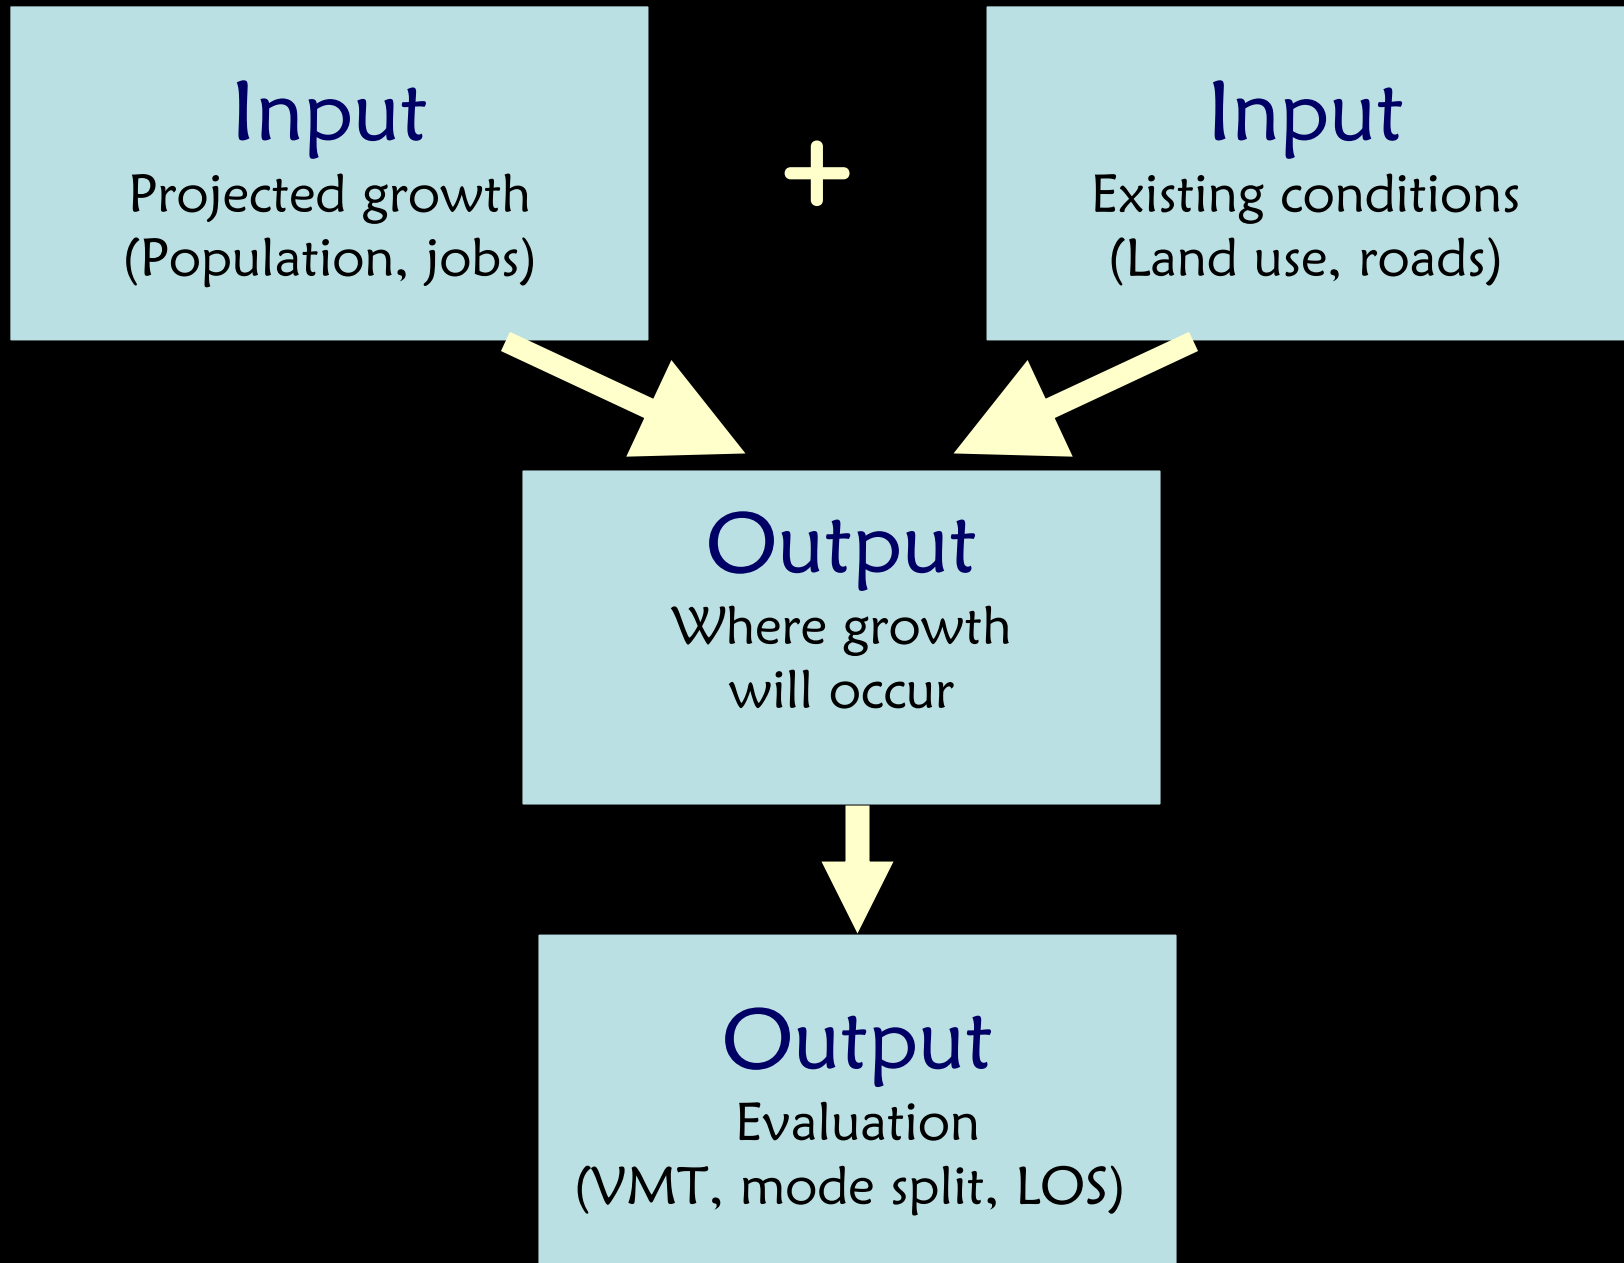 Input
Projected growth
(Population, jobs)
+
Input
Existing conditions
(Land use, roads)
Output
Where growth
will occur
Output
Evaluation
(VMT, mode split, LOS)